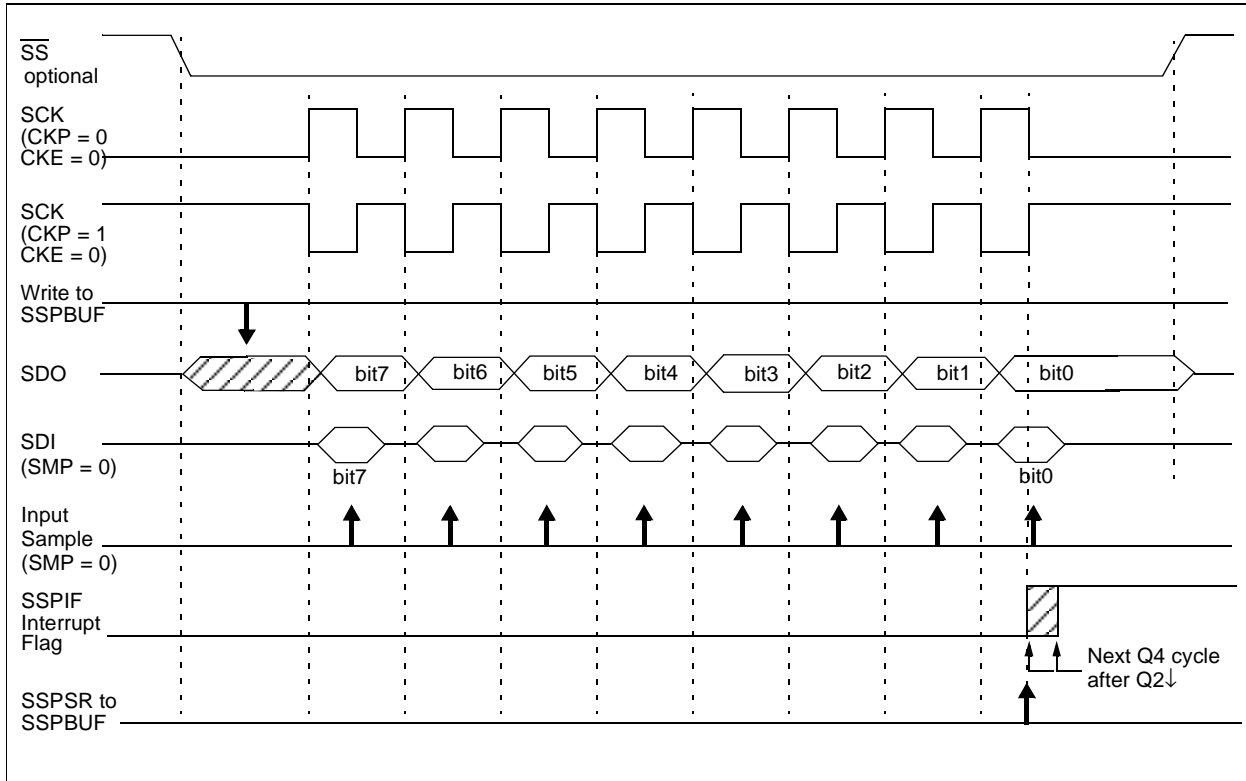 SS
optional
SCK
(CKP = 0
CKE = 0)
SCK
(CKP = 1
CKE = 0)
Write to
SSPBUF
SDO
bit7
bit6
bit5
bit4
bit3
bit2
bit1
bit0
SDI
(SMP = 0)
bit7
bit0
Input
Sample
(SMP = 0)
SSPIF
Interrupt
Flag
Next Q4 cycle
after Q2↓
SSPSR to
SSPBUF